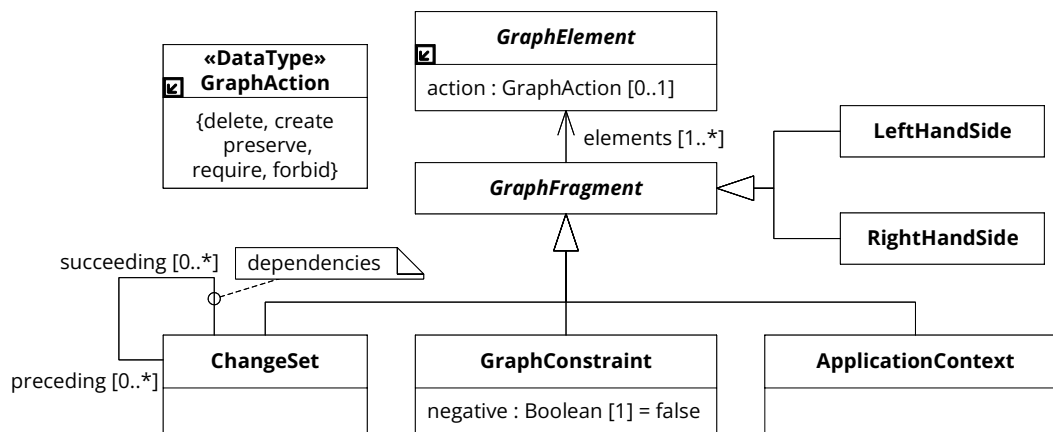 «DataType»
GraphAction
{delete, create
preserve,
require, forbid}
GraphElement
action : GraphAction [0..1]
elements [1..*]
GraphFragment
LeftHandSide
RightHandSide
succeeding [0..*]
dependencies
preceding [0..*]
ChangeSet
GraphConstraint
negative : Boolean [1] = false
ApplicationContext